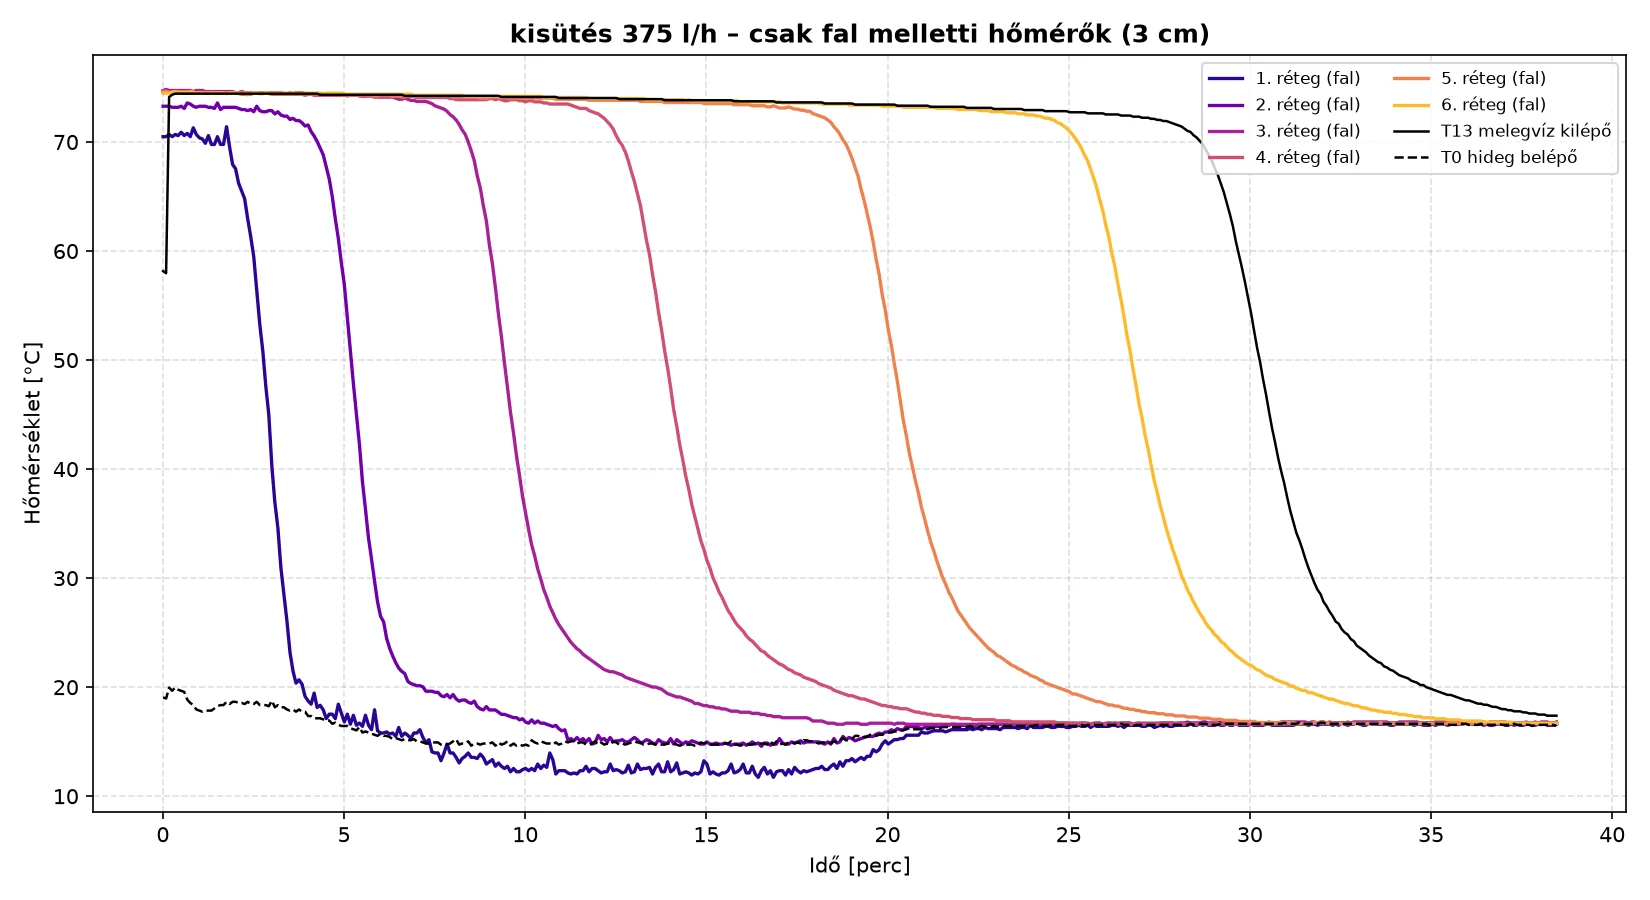 kisütés 375 l/h – csak fal melletti hőmérők (3 cm)
1. réteg (fal)
2. réteg (fal)
3. réteg (fal)
4. réteg (fal)
5. réteg (fal)
6. réteg (fal)
T13 melegvíz kilépő
T0 hideg belépő
Hőmérséklet [°C]
70
60
50
40
30
20
10
0 5 10 15 20 25 30 35 40
Idő [perc]